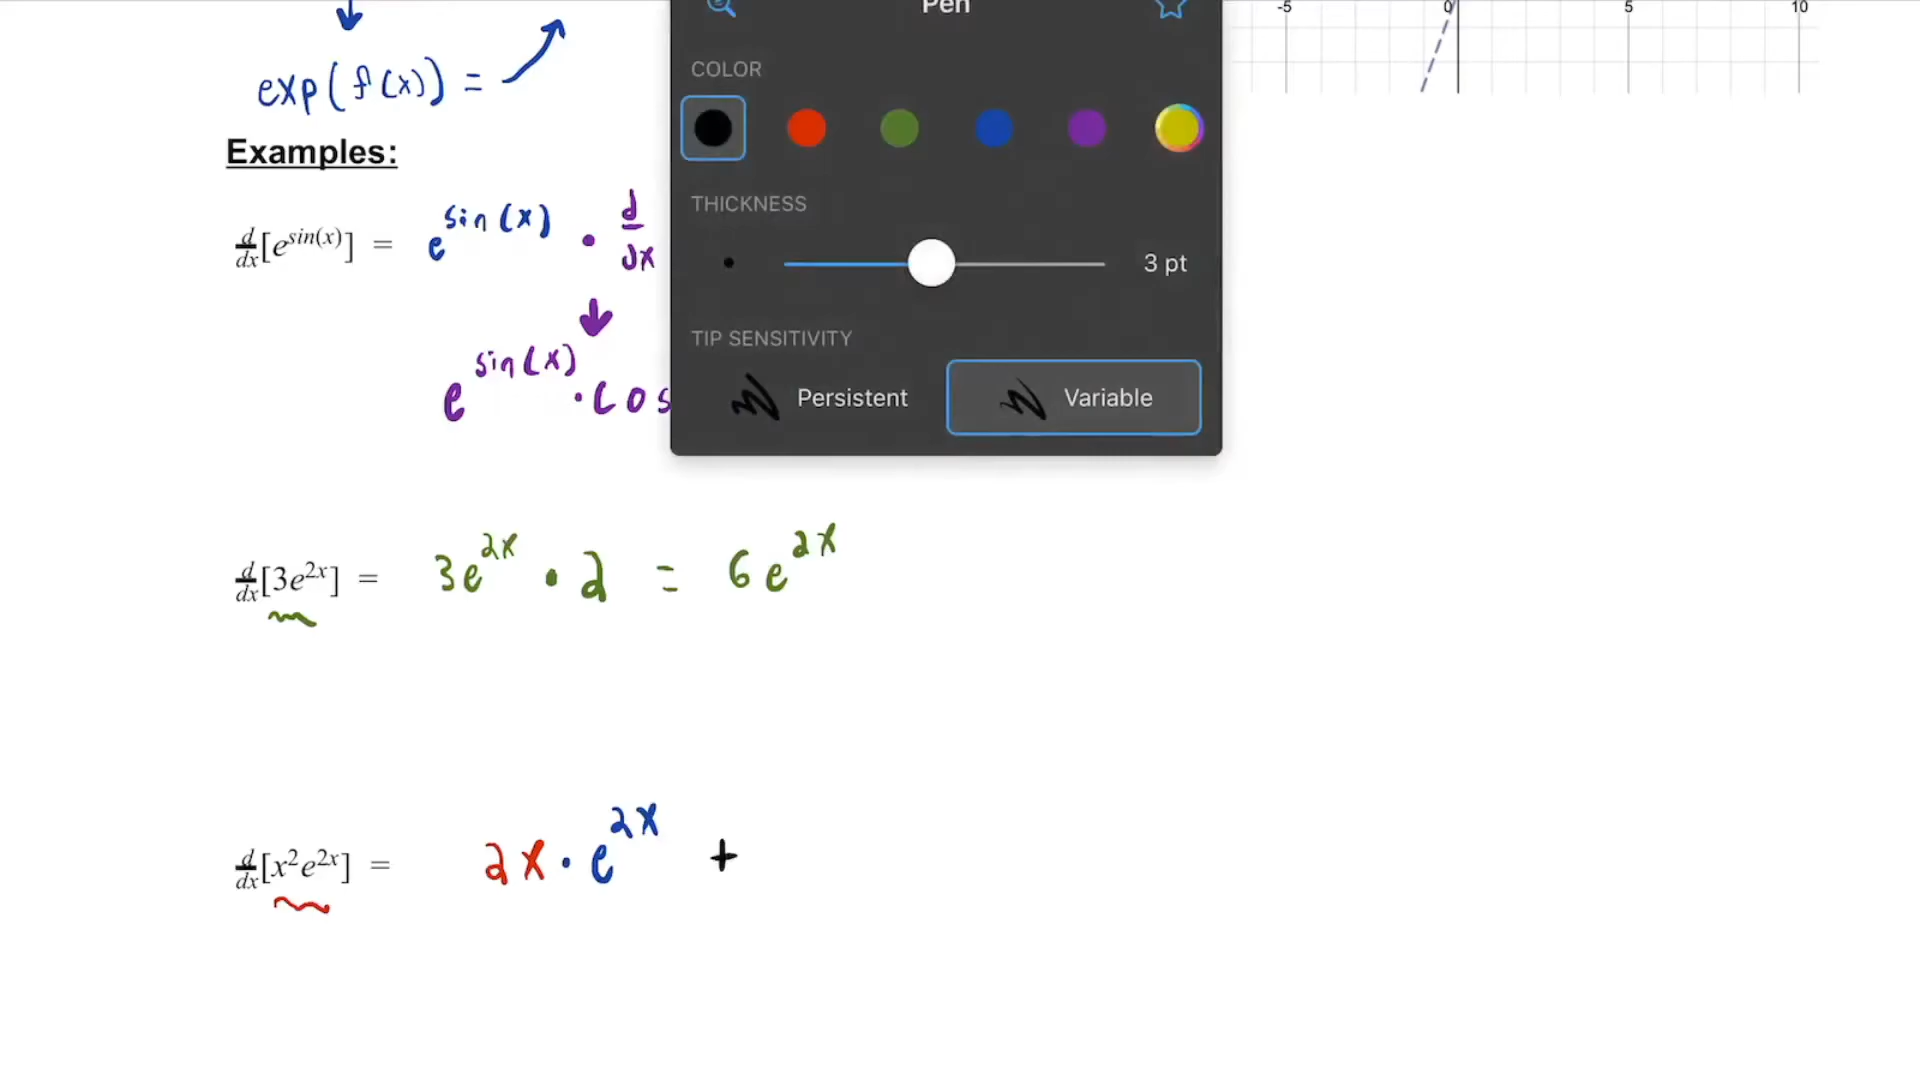 Pen
-5 0 5 10
COLOR
exp(f(x)) =
Examples:
THICKNESS
d/dx[e^{sin(x)}] = e^{sin(x)} · d/dx
3 pt
TIP SENSITIVITY
e^{sin(x)} · cos
Persistent Variable
d/dx[3e^{2x}] = 3e^{2x} · 2 = 6e^{2x}
d/dx[x^2e^{2x}] = 2x · e^{2x} +